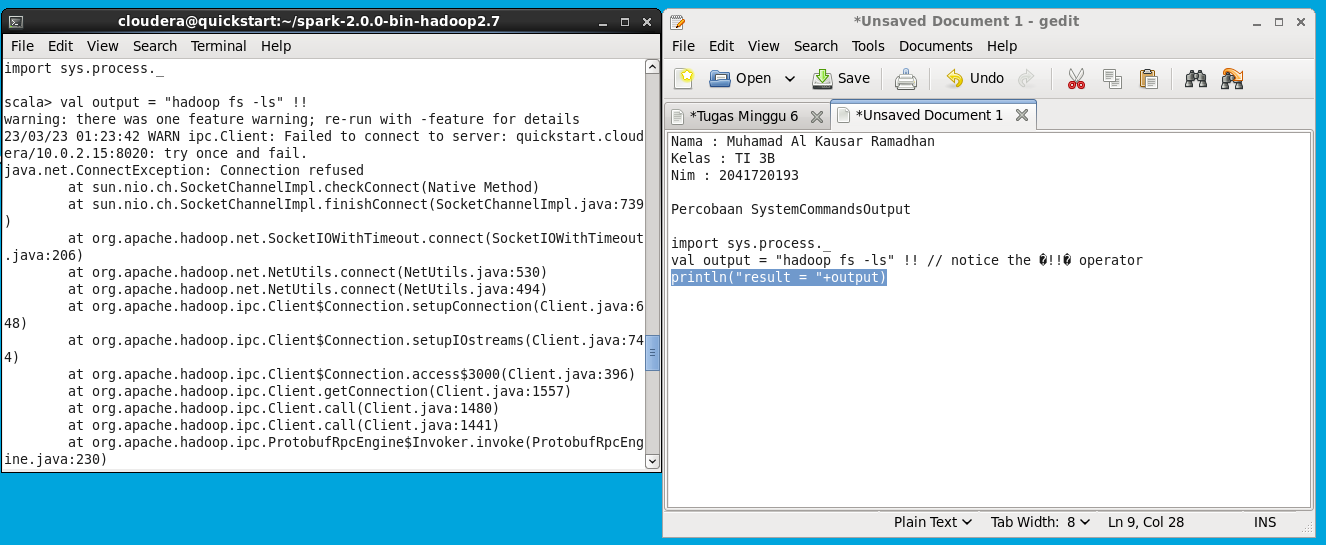 cloudera@quickstart:~/spark-2.0.0-bin-hadoop2.7
File Edit View Search Terminal Help
import sys.process._
scala> val output = "hadoop fs -ls" !!
warning: there was one feature warning; re-run with -feature for details
23/03/23 01:23:42 WARN ipc.Client: Failed to connect to server: quickstart.cloud
era/10.0.2.15:8020: try once and fail.
java.net.ConnectException: Connection refused
at sun.nio.ch.SocketChannelImpl.checkConnect(Native Method)
at sun.nio.ch.SocketChannelImpl.finishConnect(SocketChannelImpl.java:739
)
at org.apache.hadoop.net.SocketIOWithTimeout.connect(SocketIOWithTimeout
.java:206)
at org.apache.hadoop.net.NetUtils.connect(NetUtils.java:530)
at org.apache.hadoop.net.NetUtils.connect(NetUtils.java:494)
at org.apache.hadoop.ipc.Client$Connection.setupConnection(Client.java:6
48)
at org.apache.hadoop.ipc.Client$Connection.setupIOstreams(Client.java:74
4)
at org.apache.hadoop.ipc.Client$Connection.access$3000(Client.java:396)
at org.apache.hadoop.ipc.Client.getConnection(Client.java:1557)
at org.apache.hadoop.ipc.Client.call(Client.java:1480)
at org.apache.hadoop.ipc.Client.call(Client.java:1441)
at org.apache.hadoop.ipc.ProtobufRpcEngine$Invoker.invoke(ProtobufRpcEng
ine.java:230)
*Unsaved Document 1 - gedit
File Edit View Search Tools Documents Help
Open Save Undo
*Tugas Minggu 6 *Unsaved Document 1
Nama : Muhamad Al Kausar Ramadhan
Kelas : TI 3B
Nim : 2041720193
Percobaan SystemCommandsOutput
import sys.process._
val output = "hadoop fs -ls" !! // notice the �!!� operator
println("result = "+output)
Plain Text Tab Width: 8 Ln 9, Col 28 INS